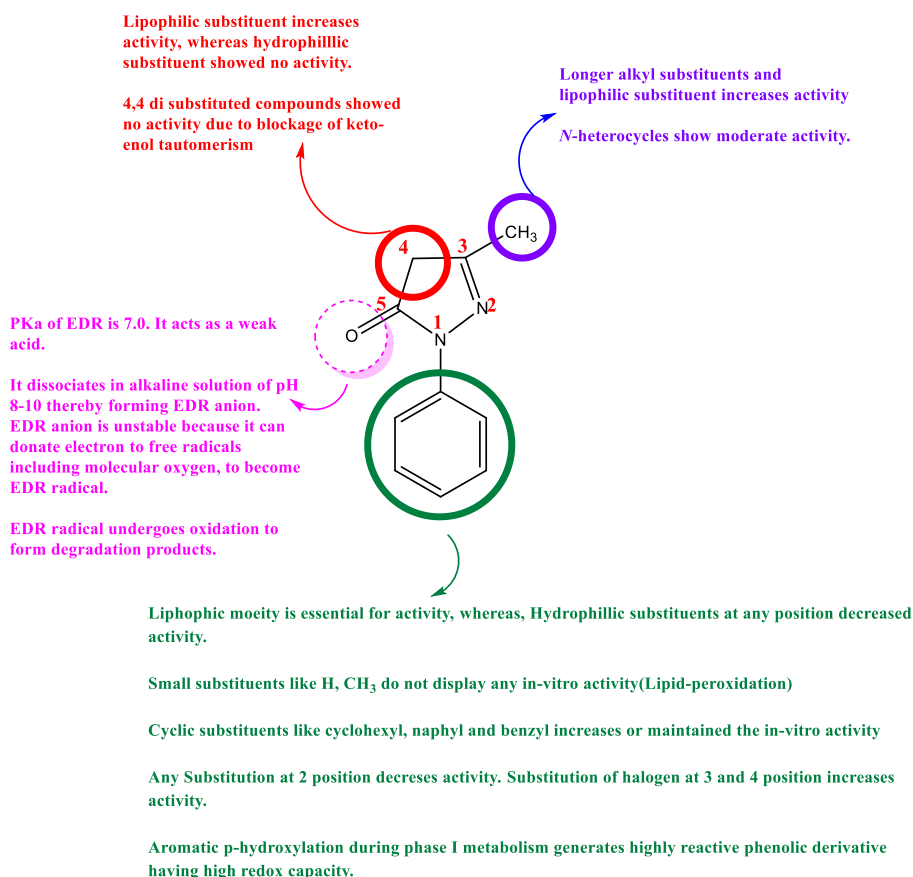 Lipophilic substituent increases
activity, whereas hydrophilllic
substituent showed no activity.
4,4 di substituted compounds showed
no activity due to blockage of keto-
enol tautomerism
Longer alkyl substituents and
lipophilic substituent increases activity
N-heterocycles show moderate activity.
4
3
CH3
5
N2
1
O
N
PKa of EDR is 7.0. It acts as a weak
acid.
It dissociates in alkaline solution of pH
8-10 thereby forming EDR anion.
EDR anion is unstable because it can
donate electron to free radicals
including molecular oxygen, to become
EDR radical.
EDR radical undergoes oxidation to
form degradation products.
Liphophic moeity is essential for activity, whereas, Hydrophillic substituents at any position decreased
activity.
Small substituents like H, CH3 do not display any in-vitro activity(Lipid-peroxidation)
Cyclic substituents like cyclohexyl, naphyl and benzyl increases or maintained the in-vitro activity
Any Substitution at 2 position decreses activity. Substitution of halogen at 3 and 4 position increases
activity.
Aromatic p-hydroxylation during phase I metabolism generates highly reactive phenolic derivative
having high redox capacity.